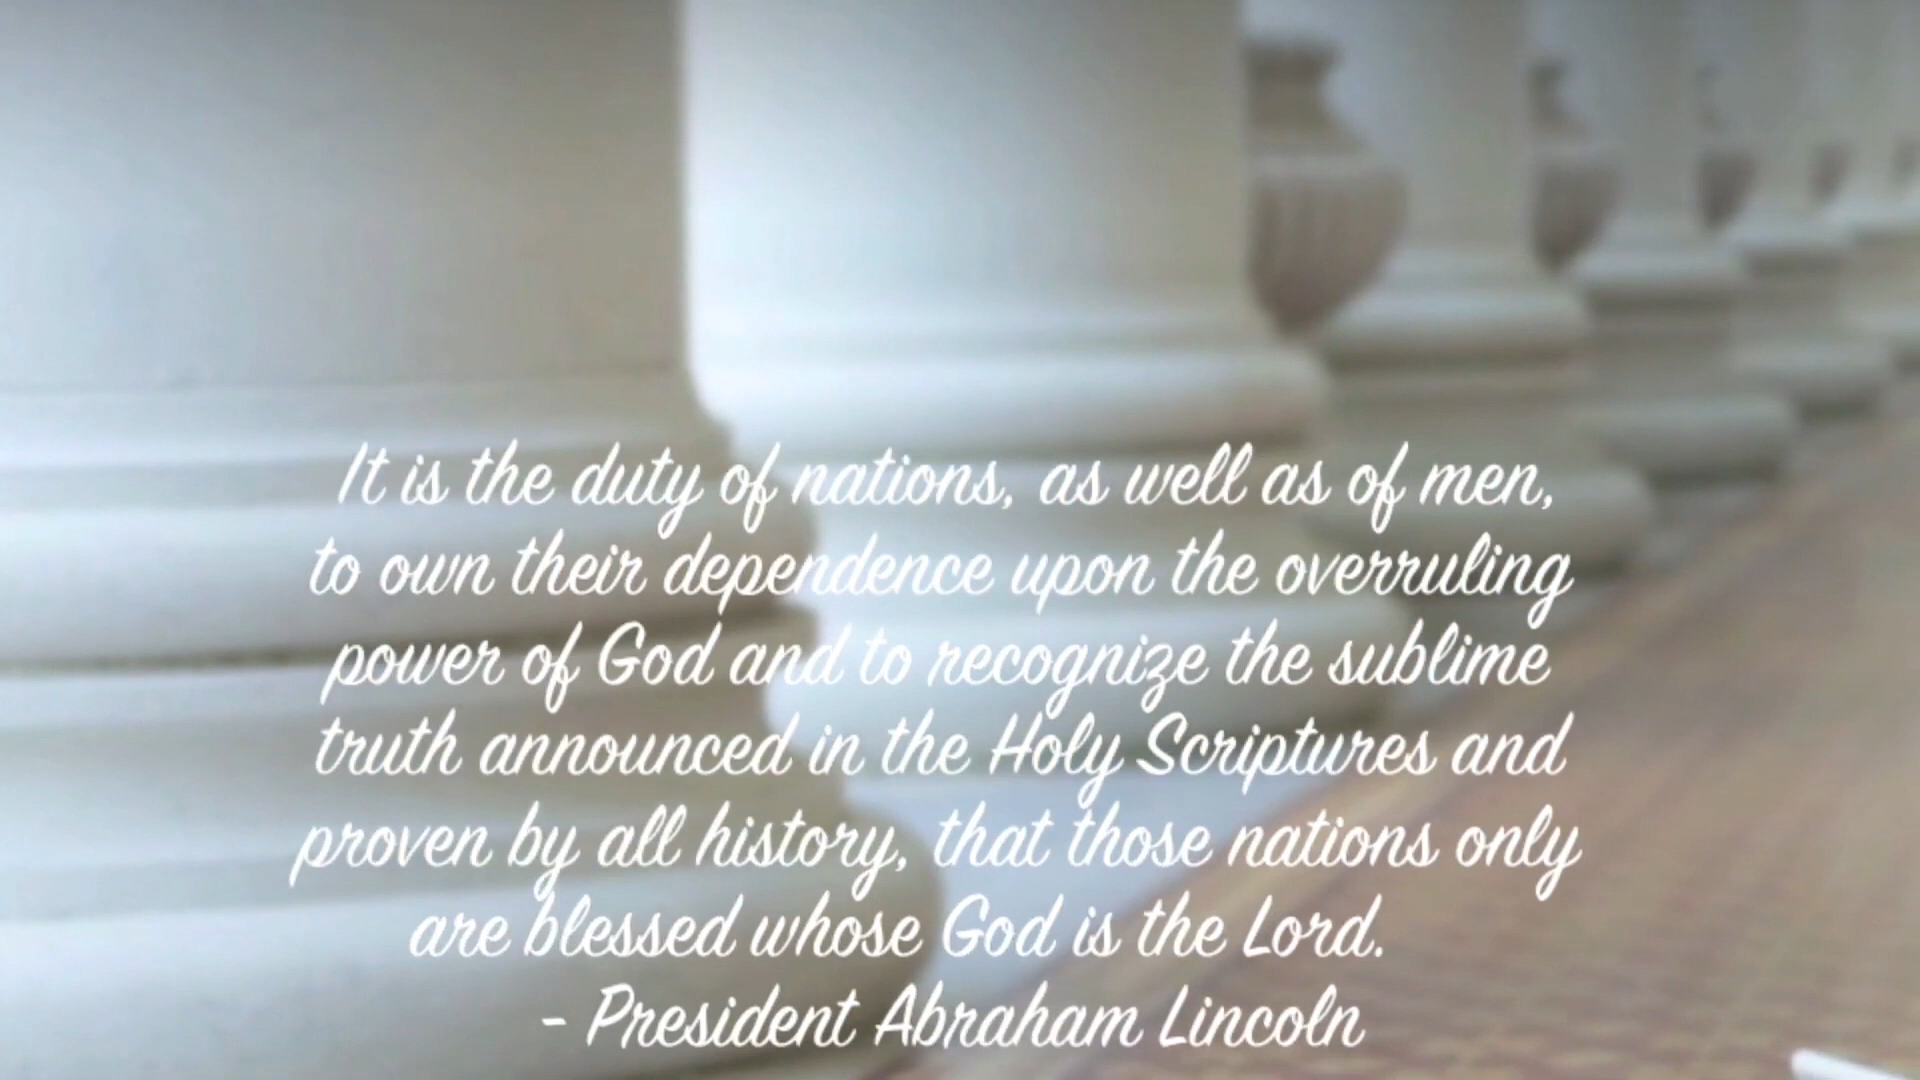 It is the duty of nations, as well as of men,
to own their dependence upon the overruling
power of God and to recognize the sublime
truth announced in the Holy Scriptures and
proven by all history, that those nations only
are blessed whose God is the Lord.
- President Abraham Lincoln